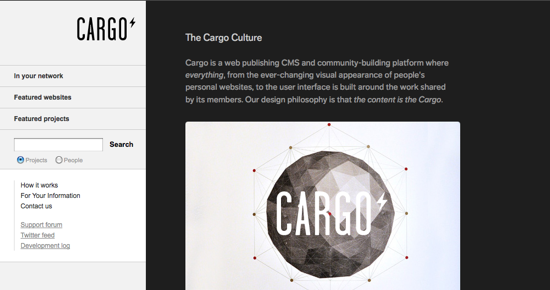 CARGO
In your network
Featured websites
Featured projects
Search
Projects People
How it works
For Your Information
Contact us
Support forum
Twitter feed
Development log
The Cargo Culture
Cargo is a web publishing CMS and community-building platform where
everything, from the ever-changing visual appearance of people's
personal websites, to the user interface is built around the work shared
by its members. Our design philosophy is that the content is the Cargo.
CARGO